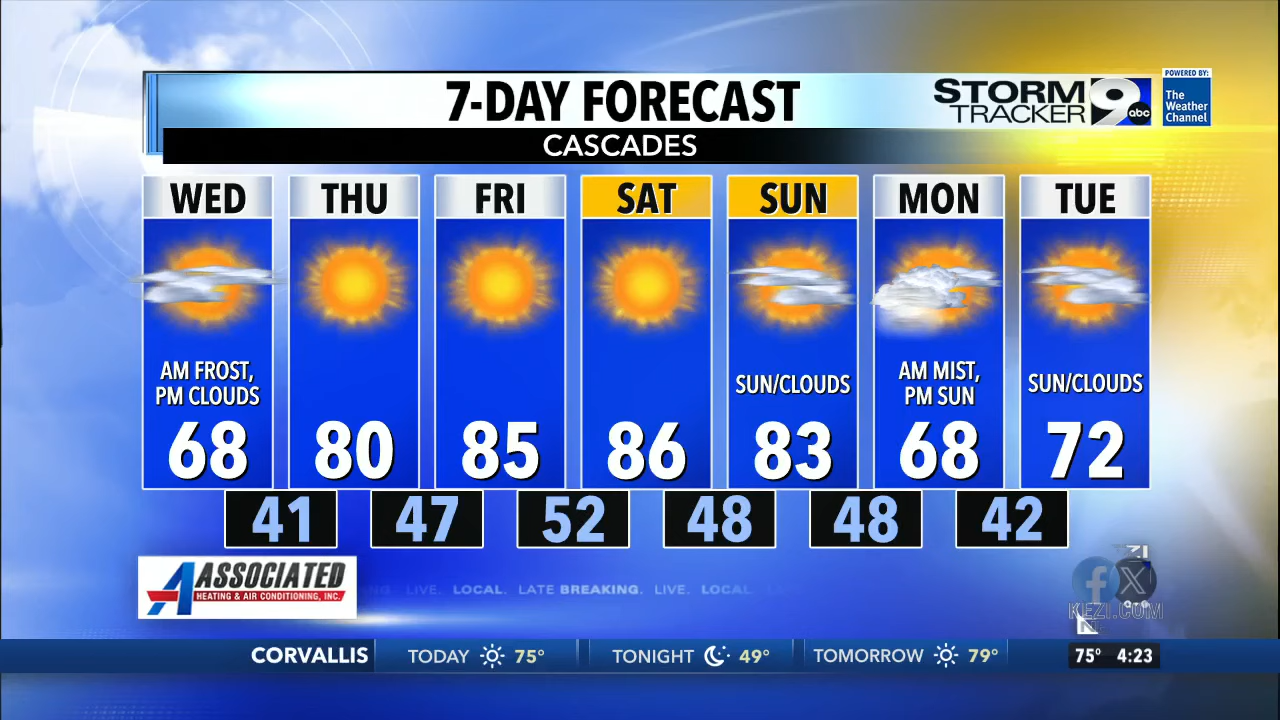 7-DAY FORECAST
CASCADES
STORM
TRACKER
9
abc
POWERED BY:
The
Weather
Channel
WED THU FRI SAT SUN MON TUE
AM FROST,
PM CLOUDS
SUN/CLOUDS
AM MIST,
PM SUN
SUN/CLOUDS
68 80 85 86 83 68 72
41 47 52 48 48 42
A ASSOCIATED
HEATING & AIR CONDITIONING, INC.
LIVE. LOCAL. LATE BREAKING. LIVE. LOCAL
KEZI.COM
CORVALLIS TODAY 75° TONIGHT 49° TOMORROW 79° 75° 4:23